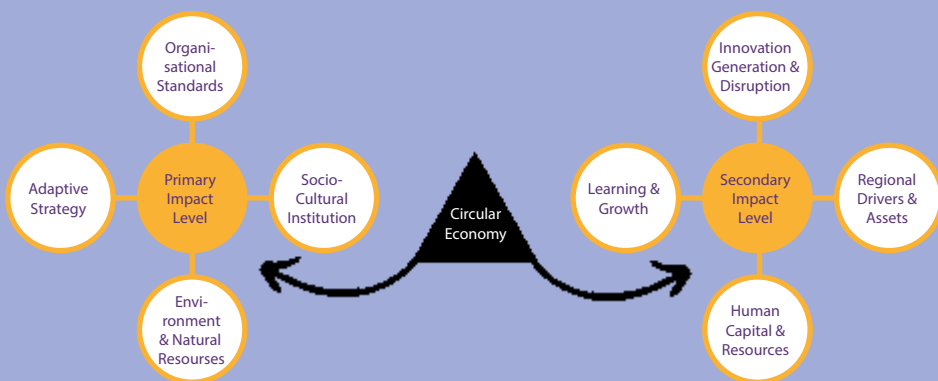 Organi-
sational
Standards
Adaptive
Strategy
Primary
Impact
Level
Socio-
Cultural
Institution
Envi-
ronment
& Natural
Resourses
Circular
Economy
Innovation
Generation &
Disruption
Learning &
Growth
Secondary
Impact
Level
Regional
Drivers &
Assets
Human
Capital &
Resources